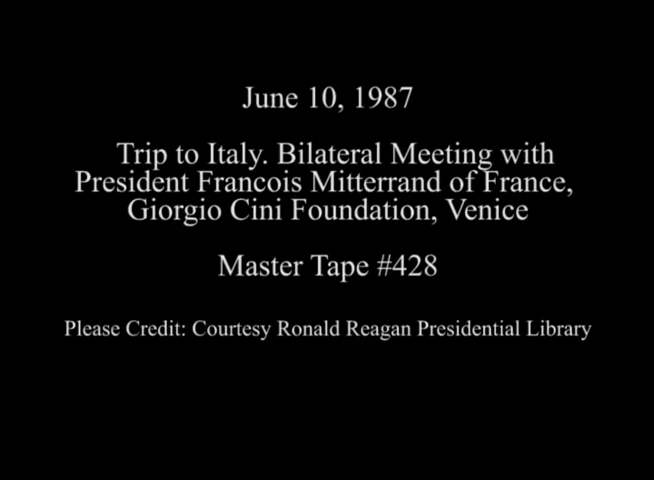 June 10, 1987
Trip to Italy. Bilateral Meeting with
President Francois Mitterrand of France,
Giorgio Cini Foundation, Venice
Master Tape #428
Please Credit: Courtesy Ronald Reagan Presidential Library